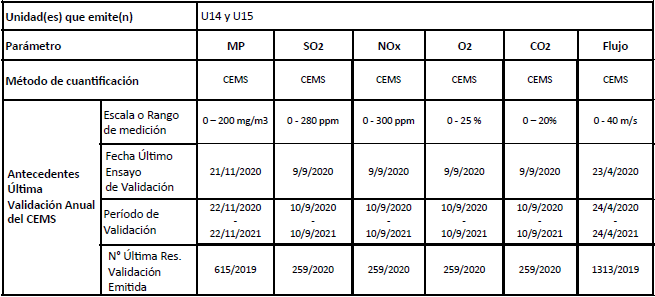 Unidad(es) que emite(n) U14 y U15
Parámetro MP SO2 NOx O2 CO2 Flujo
Método de cuantificación CEMS CEMS CEMS CEMS CEMS CEMS
Antecedentes
Última
Validación Anual
del CEMS
Escala o Rango
de medición
0 – 200 mg/m3 0 - 280 ppm 0 - 300 ppm 0 - 25 % 0 – 20% 0 - 40 m/s
Fecha Último
Ensayo
de Validación
21/11/2020 9/9/2020 9/9/2020 9/9/2020 9/9/2020 23/4/2020
Período de
Validación
22/11/2020 10/9/2020 10/9/2020 10/9/2020 10/9/2020 24/4/2020
- - - - - -
22/11/2021 10/9/2021 10/9/2021 10/9/2021 10/9/2021 24/4/2021
N° Última Res.
Validación
Emitida
615/2019 259/2020 259/2020 259/2020 259/2020 1313/2019